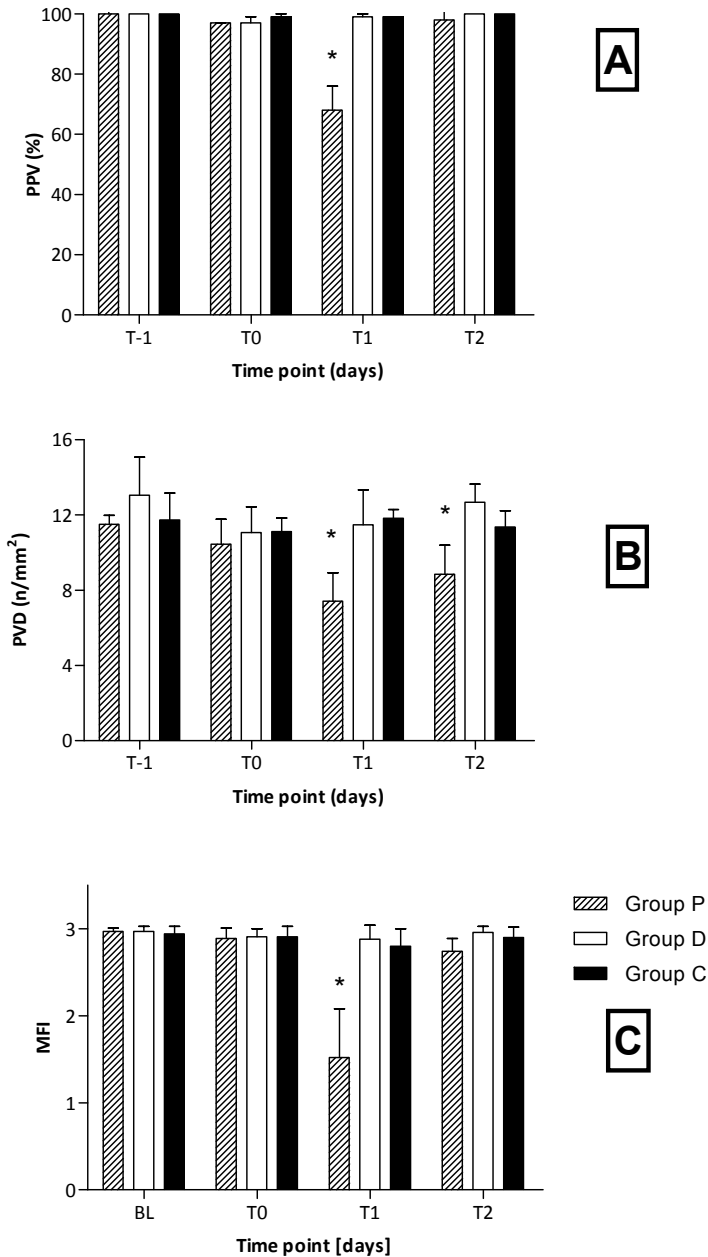 100
80
60
40
20
0
PPV (%)
*
T-1 T0 T1 T2
Time point (days)
A
16
12
8
4
0
PVD (n/mm²)
* *
T-1 T0 T1 T2
Time point (days)
B
3
2
1
0
MFI
*
BL T0 T1 T2
Time point [days]
Group P
Group D
Group C
C